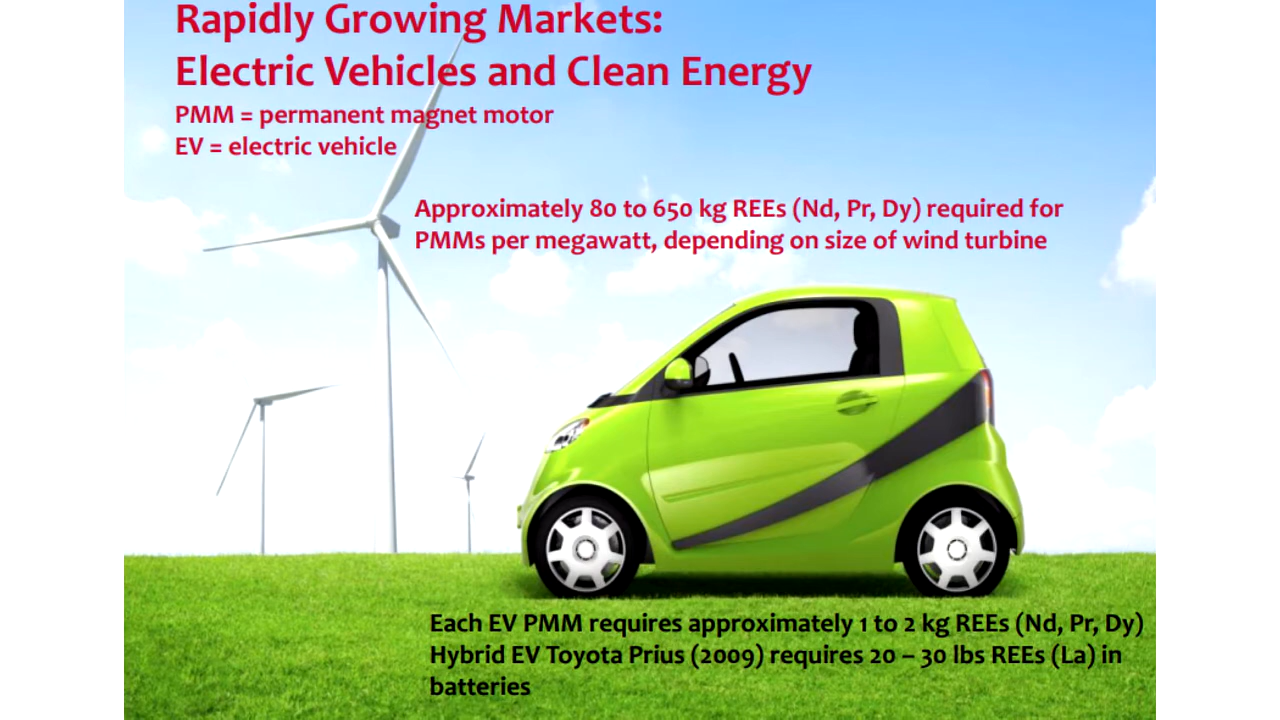 Rapidly Growing Markets:
Electric Vehicles and Clean Energy
PMM = permanent magnet motor
EV = electric vehicle
Approximately 80 to 650 kg REEs (Nd, Pr, Dy) required for
PMMs per megawatt, depending on size of wind turbine
Each EV PMM requires approximately 1 to 2 kg REEs (Nd, Pr, Dy)
Hybrid EV Toyota Prius (2009) requires 20 – 30 lbs REEs (La) in
batteries